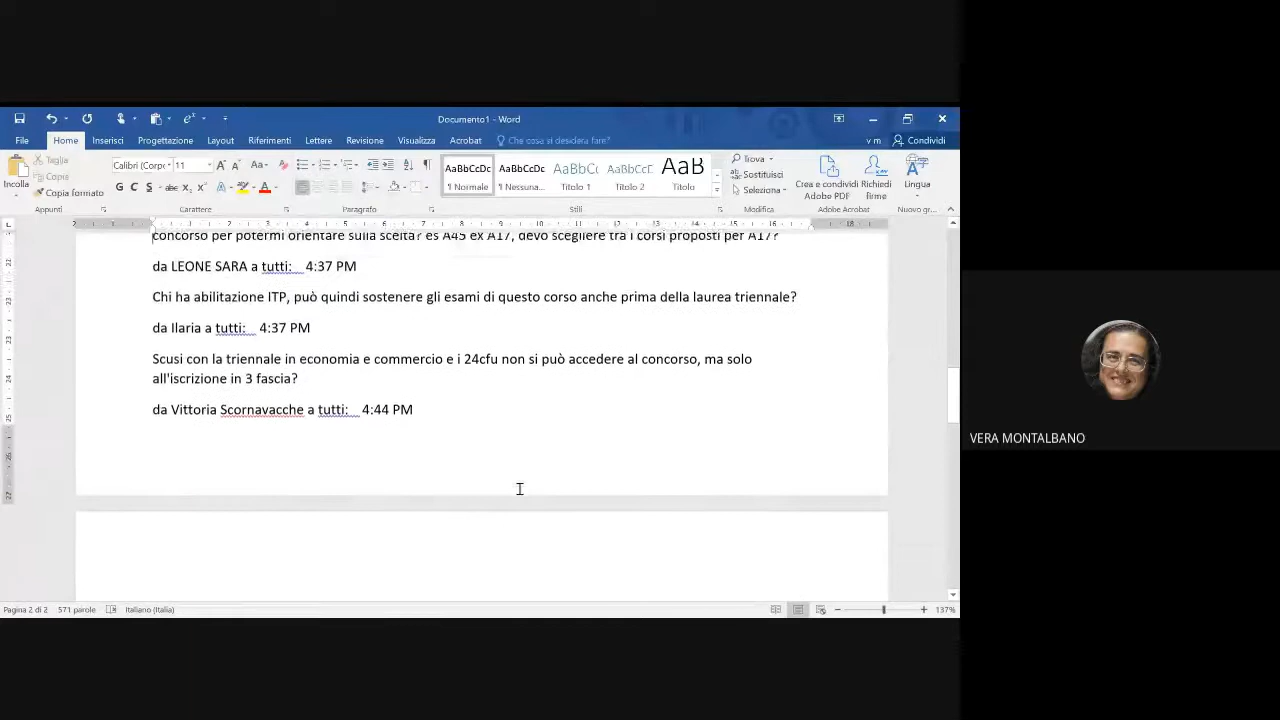 Documento1 - Word
v m
Condividi
File
Home
Inserisci
Progettazione
Layout
Riferimenti
Lettere
Revisione
Visualizza
Acrobat
Che cosa si desidera fare?
Incolla
Taglia
Copia
Copia formato
Appunti
Calibri (Corpo
11
Carattere
Paragrafo
AaBbCcDc
¶ Normale
AaBbCcDc
¶ Nessuna...
AaBbCc
Titolo 1
AaBbCcC
Titolo 2
AaB
Titolo
Stili
Trova
Sostituisci
Seleziona
Modifica
Crea e condividi
Adobe PDF
Richiedi
firme
Adobe Acrobat
Lingua
Nuovo gr...
concorso per potermi orientare sulla scelta? es A45 ex A17, devo scegliere tra i corsi proposti per A17?
da LEONE SARA a tutti: 4:37 PM
Chi ha abilitazione ITP, può quindi sostenere gli esami di questo corso anche prima della laurea triennale?
da Ilaria a tutti: 4:37 PM
Scusi con la triennale in economia e commercio e i 24cfu non si può accedere al concorso, ma solo
all'iscrizione in 3 fascia?
da Vittoria Scornavacche a tutti: 4:44 PM
Pagina 2 di 2
571 parole
Italiano (Italia)
137%
VERA MONTALBANO